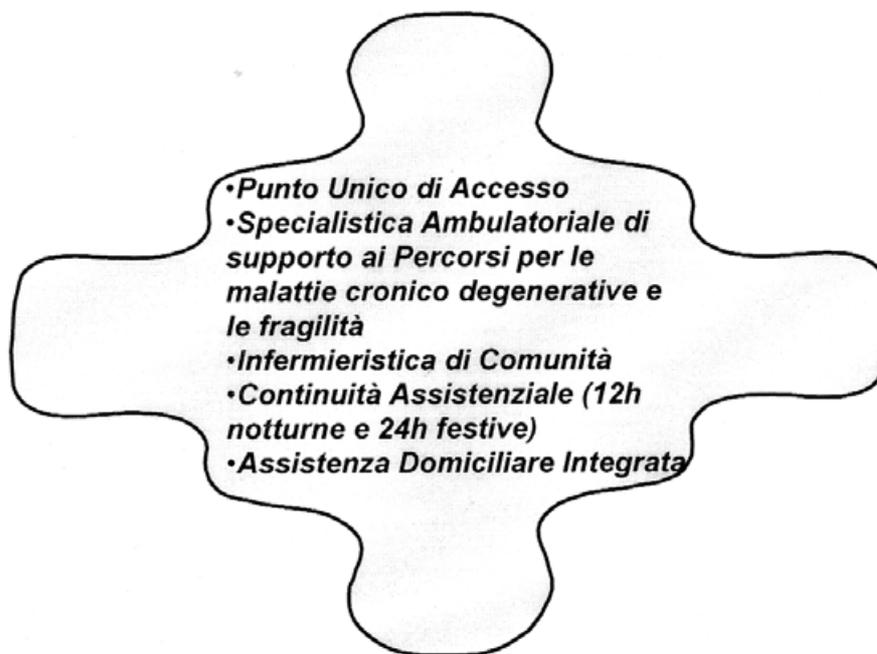 •Punto Unico di Accesso
•Specialistica Ambulatoriale di
supporto ai Percorsi per le
malattie cronico degenerative e
le fragilità
•Infermieristica di Comunità
•Continuità Assistenziale (12h
notturne e 24h festive)
•Assistenza Domiciliare Integrata